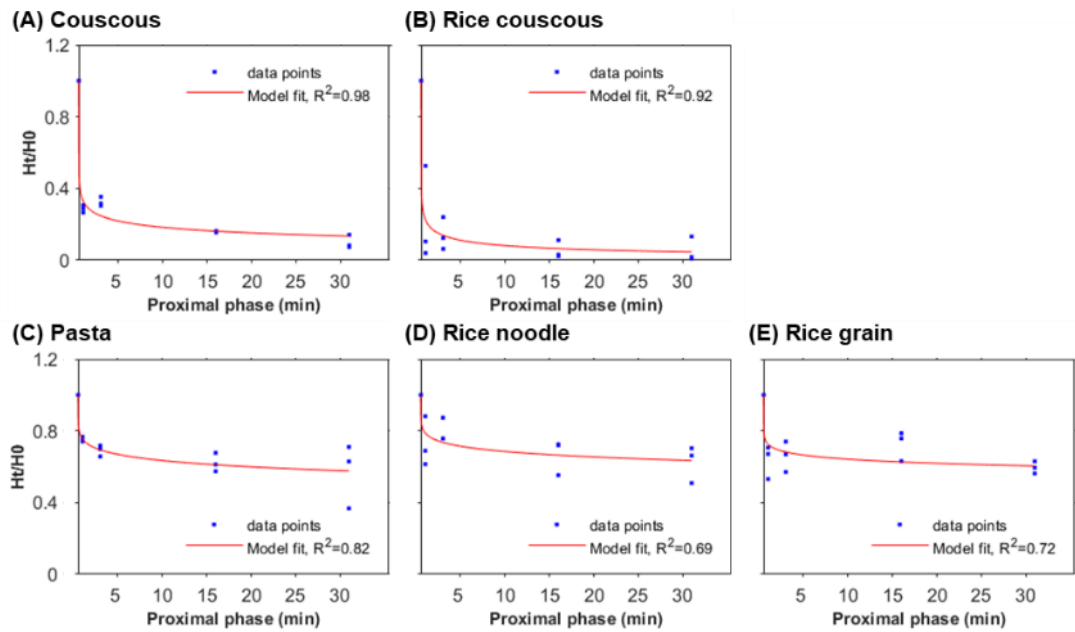 (A) Couscous
(B) Rice couscous
1.2
0.8
0.4
0
Ht/H0
data points
Model fit, R²=0.98
5 10 15 20 25 30
Proximal phase (min)
data points
Model fit, R²=0.92
5 10 15 20 25 30
Proximal phase (min)
(C) Pasta
(D) Rice noodle
(E) Rice grain
1.2
0.8
0.4
0
Ht/H0
data points
Model fit, R²=0.82
5 10 15 20 25 30
Proximal phase (min)
data points
Model fit, R²=0.69
5 10 15 20 25 30
Proximal phase (min)
data points
Model fit, R²=0.72
5 10 15 20 25 30
Proximal phase (min)